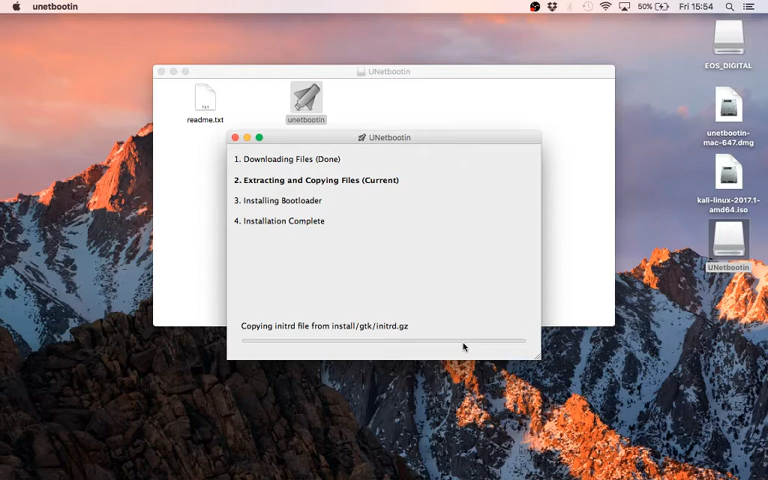 unetbootin
50%
Fri 15:54
UNetbootin
readme.txt
unetbootin
UNetbootin
1. Downloading Files (Done)
2. Extracting and Copying Files (Current)
3. Installing Bootloader
4. Installation Complete
Copying initrd file from install/gtk/initrd.gz
EOS_DIGITAL
unetbootin-
mac-647.dmg
kali-linux-2017.1-
amd64.iso
UNetbootin